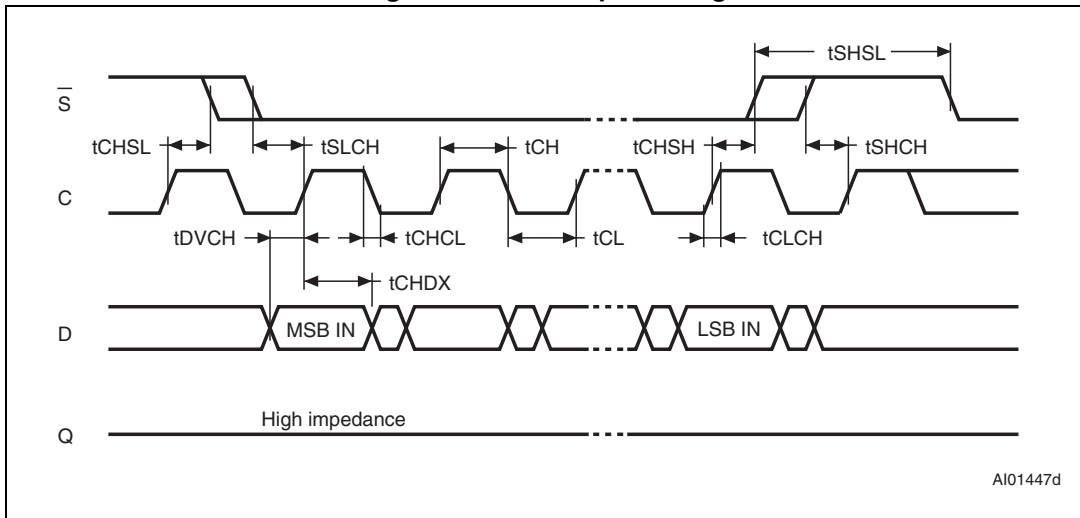 tSHSL
S
tCHSL
tSLCH
tCH
tCHSH
tSHCH
C
tDVCH
tCHCL
tCL
tCLCH
tCHDX
D
MSB IN
LSB IN
High impedance
Q
AI01447d